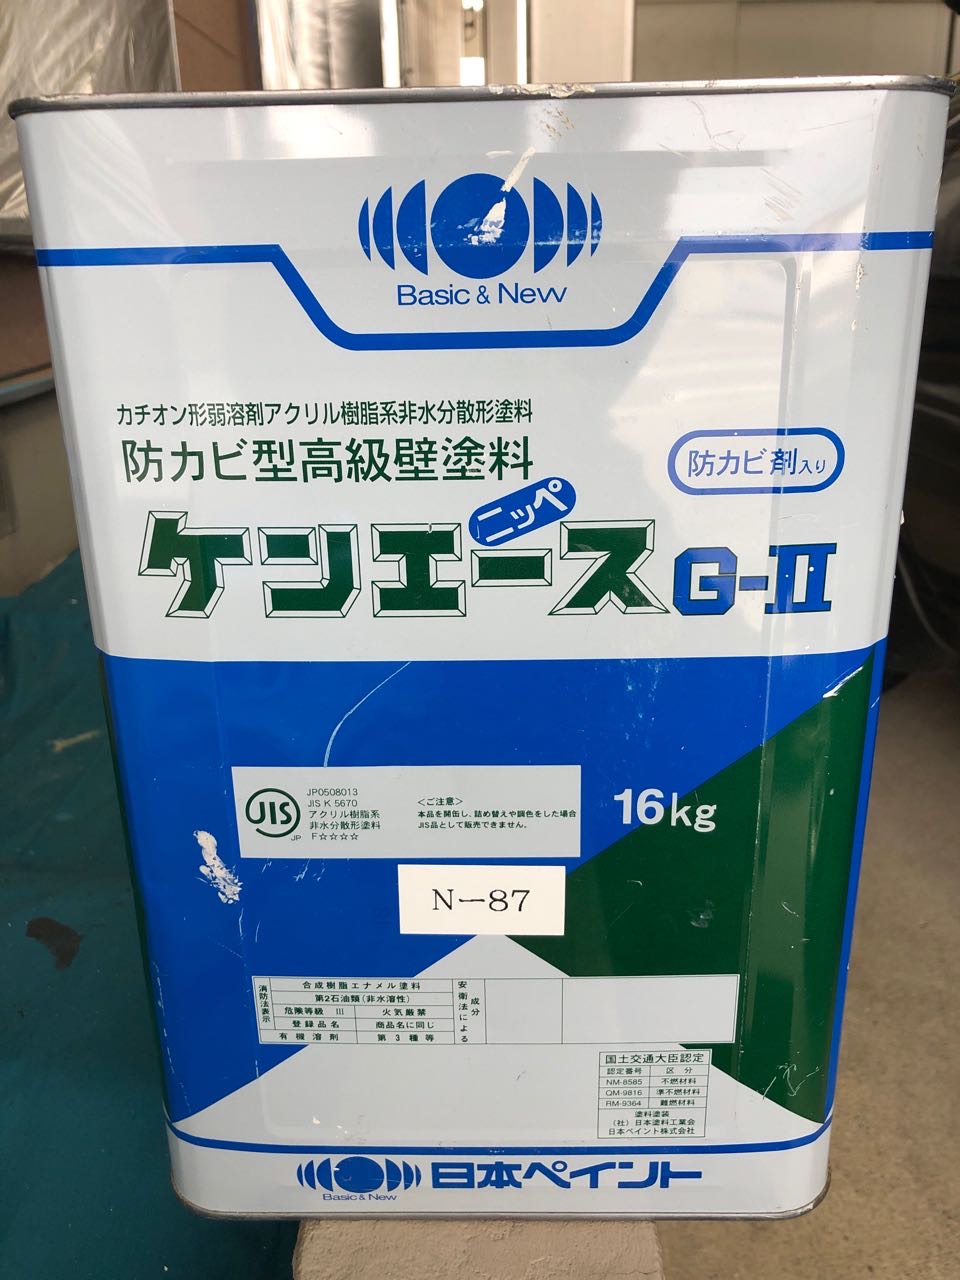 Basic & New
カチオン形弱溶剤アクリル樹脂系非水分散形塗料
防カビ型高級壁塗料
防カビ剤入り
ニッペ
ケンエースG-II
JIS
JP
JP0508013
JIS K 5670
アクリル樹脂系
非水分散形塗料
F☆☆☆☆
<ご注意>
本品を開缶し、詰め替えや調色をした場合
JIS品として販売できません。
16kg
N-87
消防法表示
合成樹脂エナメル塗料
第2石油類(非水溶性)
危険等級 III 火気厳禁
登録品名 商品名に同じ
有機溶剤 第3種等
安衛法による
成分
国土交通大臣認定
認定番号 区分
NM-8585 不燃材料
QM-9816 準不燃材料
RM-9364 難燃材料
塗料塗装
(社)日本塗料工業会
日本ペイント株式会社
Basic & New
日本ペイント